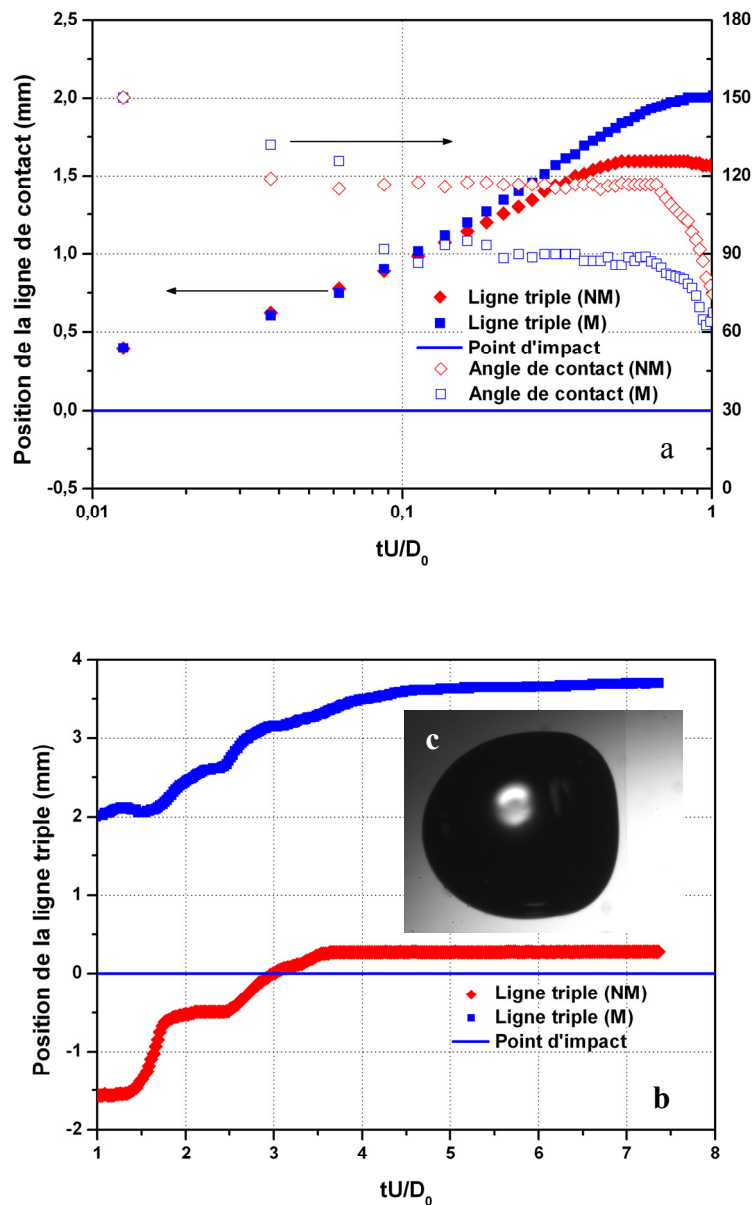 180
150
120
90
60
30
0
2,5
2,0
1,5
1,0
0,5
0,0
-0,5
0,01
0,1
1
Position de la ligne de contact (mm)
Ligne triple (NM)
Ligne triple (M)
Point d'impact
Angle de contact (NM)
Angle de contact (M)
a
tU/D₀
4
3
2
1
0
-1
-2
1
2
3
4
5
6
7
8
Position de la ligne triple (mm)
c
Ligne triple (NM)
Ligne triple (M)
Point d'impact
b
tU/D₀